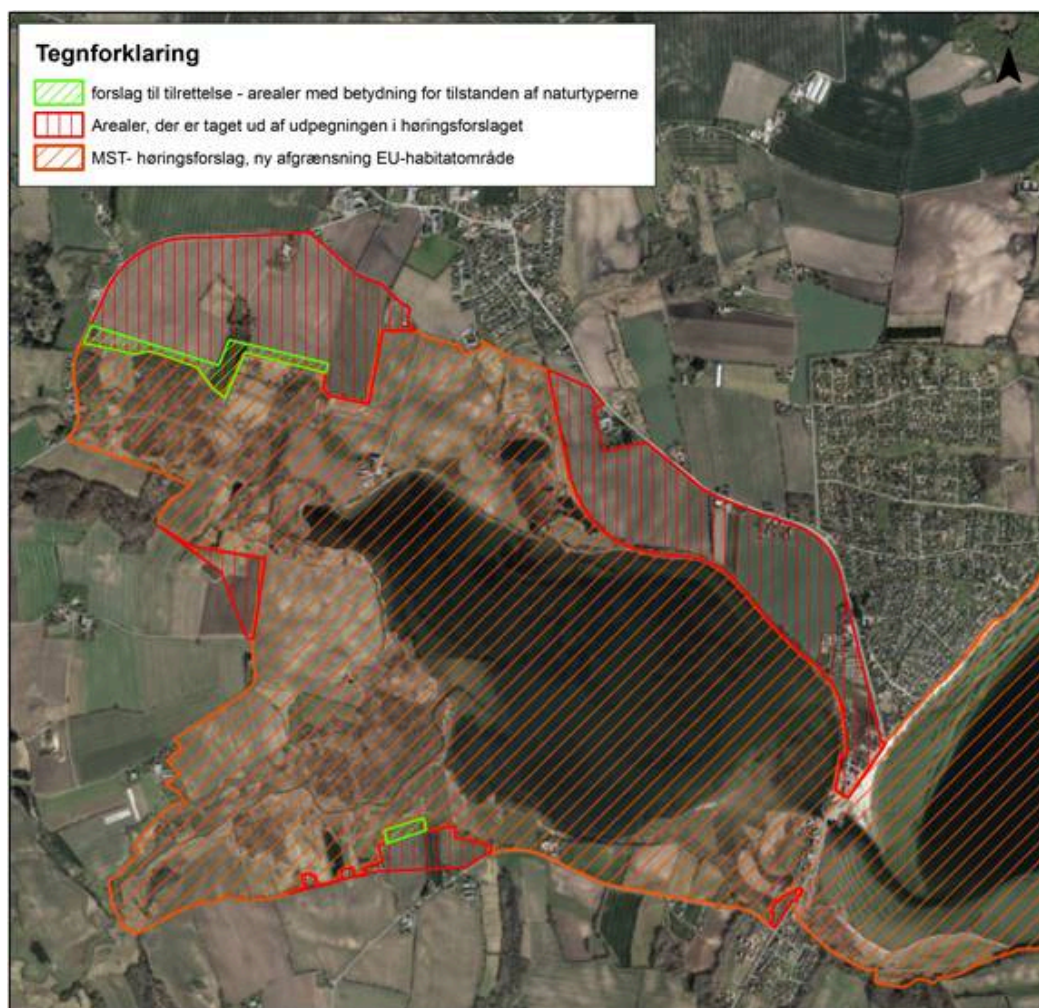 Tegnforklaring
forslag til tilrettelse - arealer med betydning for tilstanden af naturtyperne
Arealer, der er taget ud af udpegningen i høringsforslaget
MST- høringsforslag, ny afgrænsning EU-habitatområde